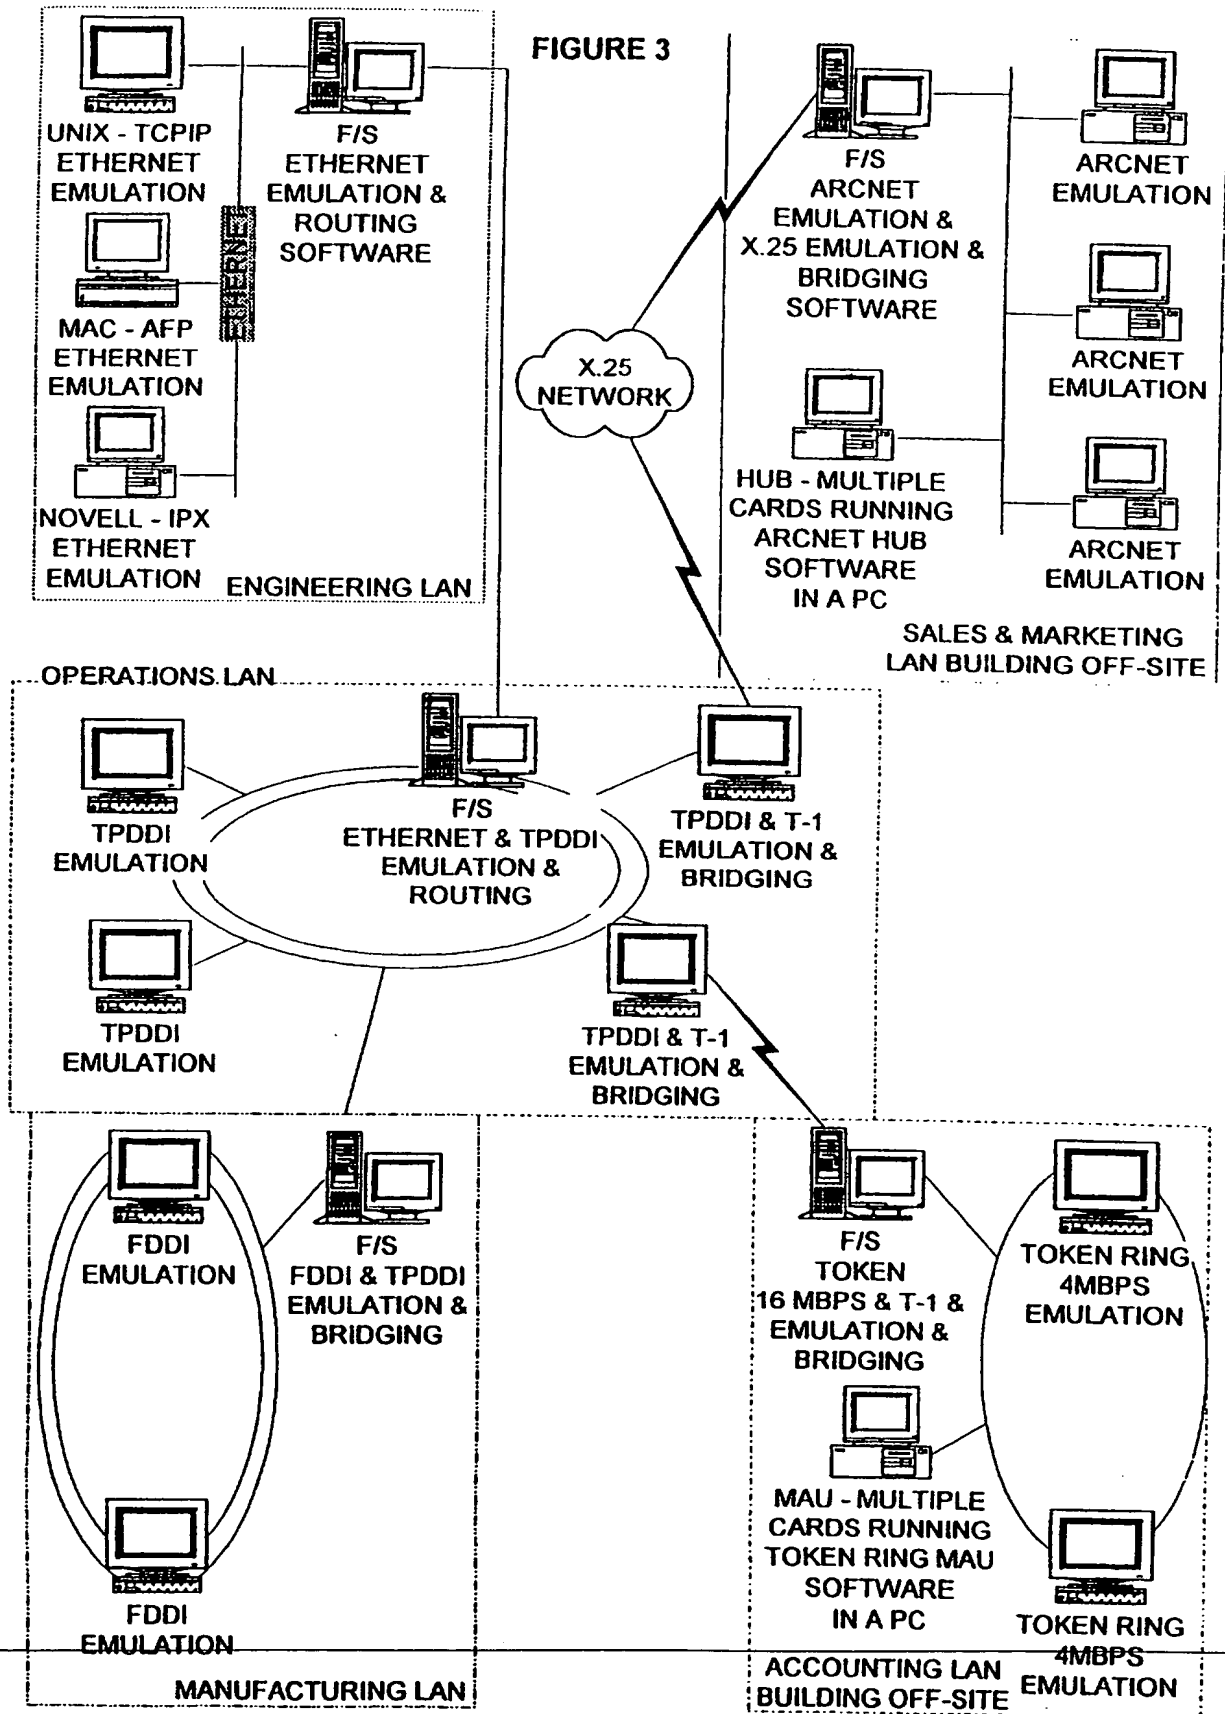 FIGURE 3
UNIX - TCPIP
ETHERNET
EMULATION
F/S
ETHERNET
EMULATION &
ROUTING
SOFTWARE
ETHERNET
MAC - AFP
ETHERNET
EMULATION
NOVELL - IPX
ETHERNET
EMULATION
ENGINEERING LAN
F/S
ARCNET
EMULATION &
X.25 EMULATION &
BRIDGING
SOFTWARE
ARCNET
EMULATION
ARCNET
EMULATION
ARCNET
EMULATION
X.25
NETWORK
HUB - MULTIPLE
CARDS RUNNING
ARCNET HUB
SOFTWARE
IN A PC
SALES & MARKETING
LAN BUILDING OFF-SITE
OPERATIONS LAN
TPDDI
EMULATION
F/S
ETHERNET & TPDDI
EMULATION &
ROUTING
TPDDI & T-1
EMULATION &
BRIDGING
TPDDI
EMULATION
TPDDI & T-1
EMULATION &
BRIDGING
FDDI
EMULATION
F/S
FDDI & TPDDI
EMULATION &
BRIDGING
FDDI
EMULATION
MANUFACTURING LAN
F/S
TOKEN
16 MBPS & T-1 &
EMULATION &
BRIDGING
TOKEN RING
4MBPS
EMULATION
MAU - MULTIPLE
CARDS RUNNING
TOKEN RING MAU
SOFTWARE
IN A PC
TOKEN RING
4MBPS
EMULATION
ACCOUNTING LAN
BUILDING OFF-SITE